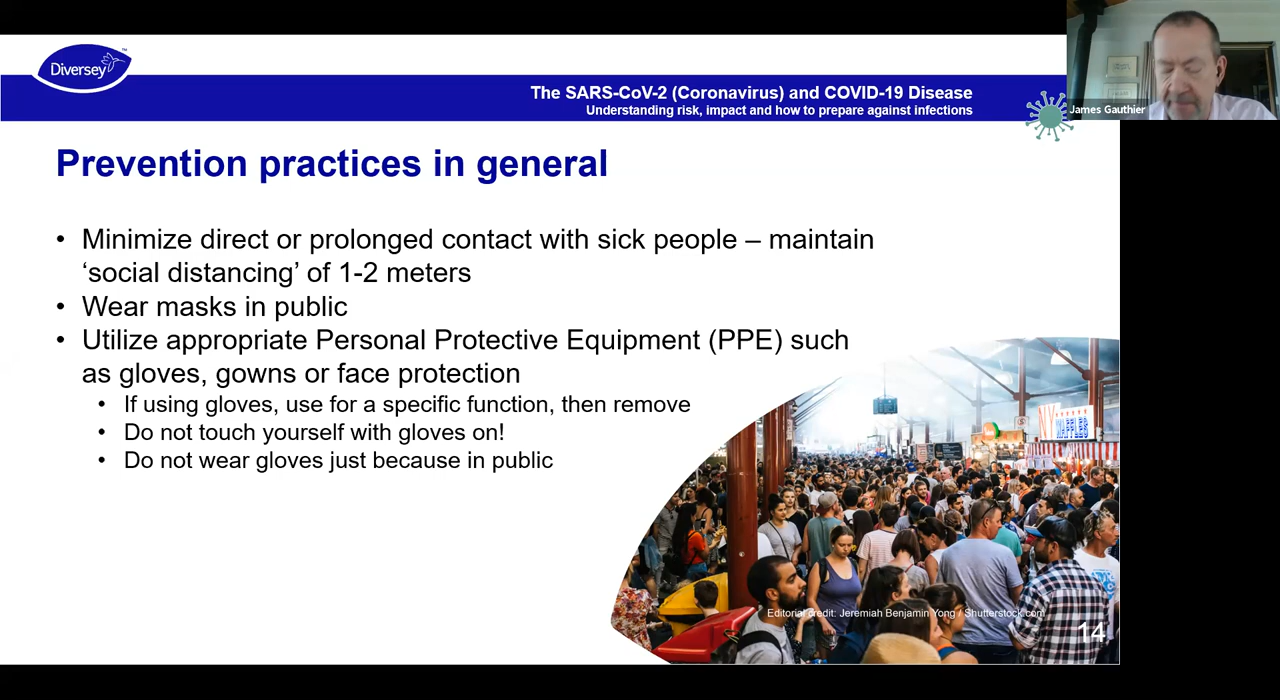 Diversey™
The SARS-CoV-2 (Coronavirus) and COVID-19 Disease
Understanding risk, impact and how to prepare against infections
James Gauthier
Prevention practices in general
• Minimize direct or prolonged contact with sick people – maintain
‘social distancing’ of 1-2 meters
• Wear masks in public
• Utilize appropriate Personal Protective Equipment (PPE) such
as gloves, gowns or face protection
• If using gloves, use for a specific function, then remove
• Do not touch yourself with gloves on!
• Do not wear gloves just because in public
WAFFLES
Editorial credit: Jeremiah Benjamin Yong / Shutterstock.com
14